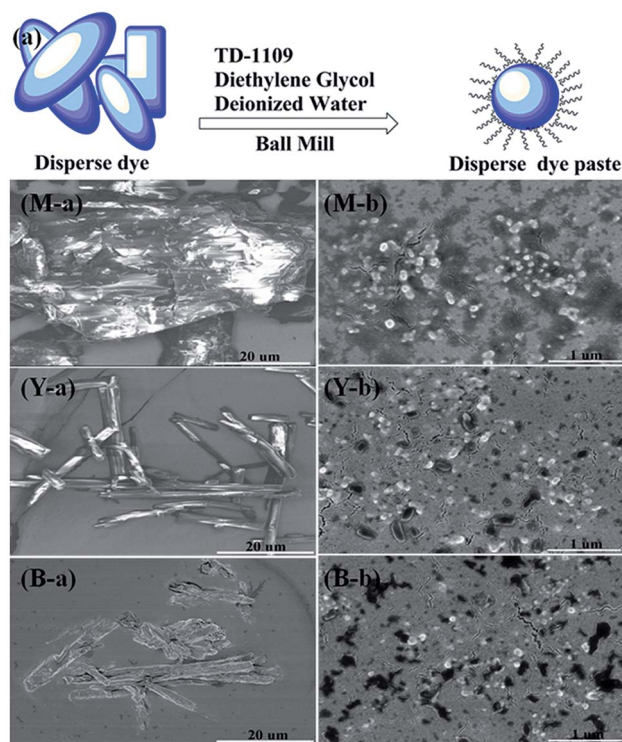 (a)
TD-1109
Diethylene Glycol
Deionized Water
Ball Mill
Disperse dye
Disperse dye paste
(M-a)
20 um
(M-b)
1 um
(Y-a)
20 um
(Y-b)
1 um
(B-a)
20 um
(B-b)
1 um